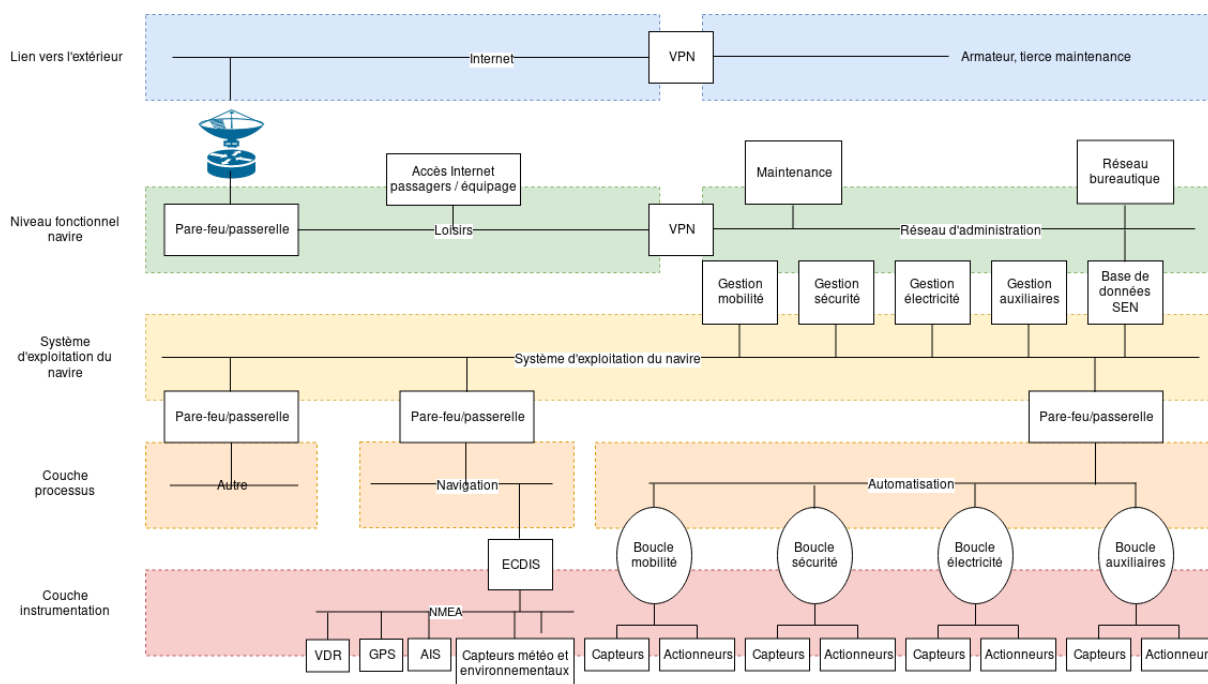 Lien vers l'extérieur
Internet
VPN
Armateur, tierce maintenance
Accès Internet
passagers / équipage
Maintenance
Réseau
bureautique
Niveau fonctionnel
navire
Pare-feu/passerelle
Loisirs
VPN
Réseau d'administration
Gestion
mobilité
Gestion
sécurité
Gestion
électricité
Gestion
auxiliaires
Base de
données
SEN
Système
d'exploitation du
navire
Système d'exploitation du navire
Pare-feu/passerelle
Pare-feu/passerelle
Pare-feu/passerelle
Couche
processus
Autre
Navigation
Automatisation
ECDIS
Boucle
mobilité
Boucle
sécurité
Boucle
électricité
Boucle
auxiliaires
Couche
instrumentation
NMEA
VDR
GPS
AIS
Capteurs météo et
environnementaux
Capteurs
Actionneurs
Capteurs
Actionneurs
Capteurs
Actionneurs
Capteurs
Actionneurs